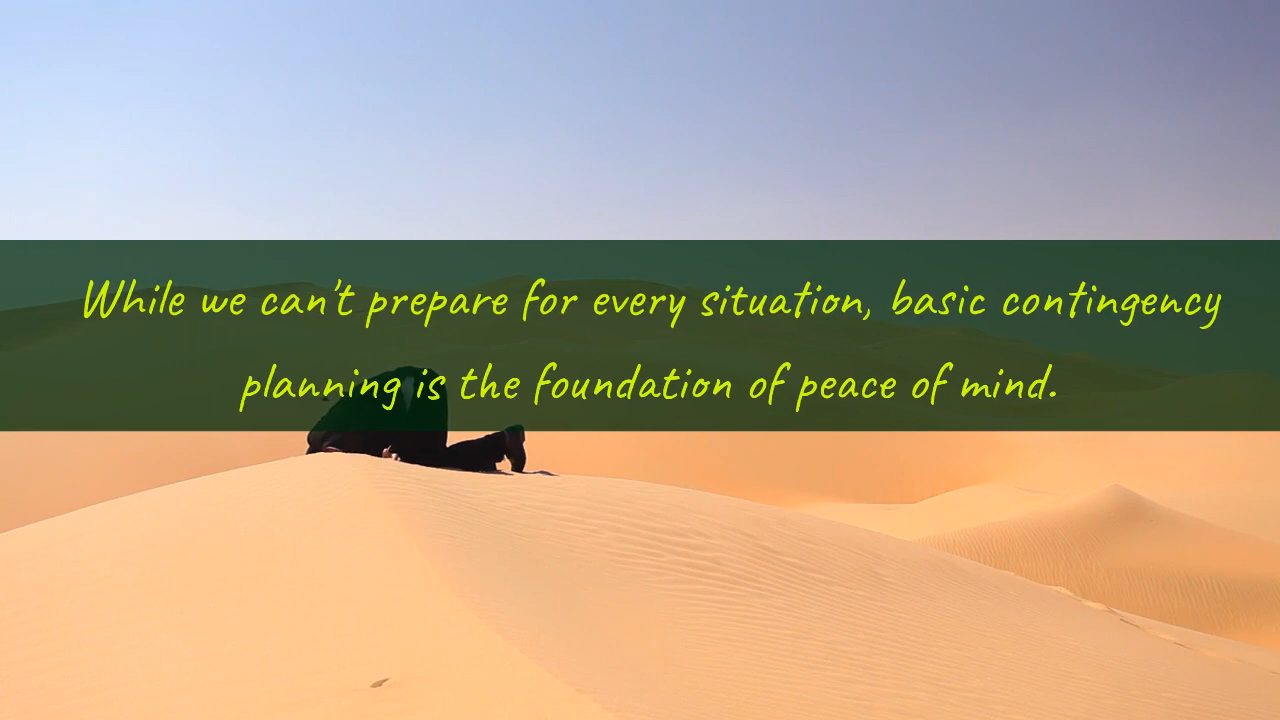 While we can't prepare for every situation, basic contingency
planning is the foundation of peace of mind.